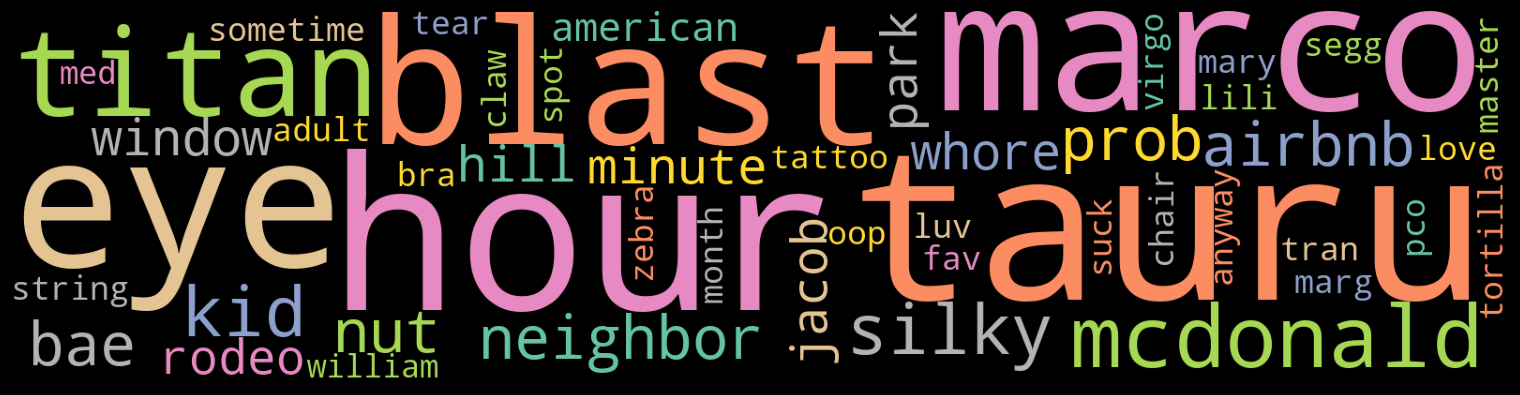 titan
sometime
med
window
adult
tear
american
blast
claw
spot
park
marco
virgo
mary
segg
lili
master
eye
bra
hill
minute
tattoo
whore
prob
airbnb
love
hour
zebra
month
jacob
oop
tauru
luv
fav
suck
chair
anyway
tran
marg
pco
tortilla
string
kid
bae
rodeo
nut
william
neighbor
silky
mcdonald